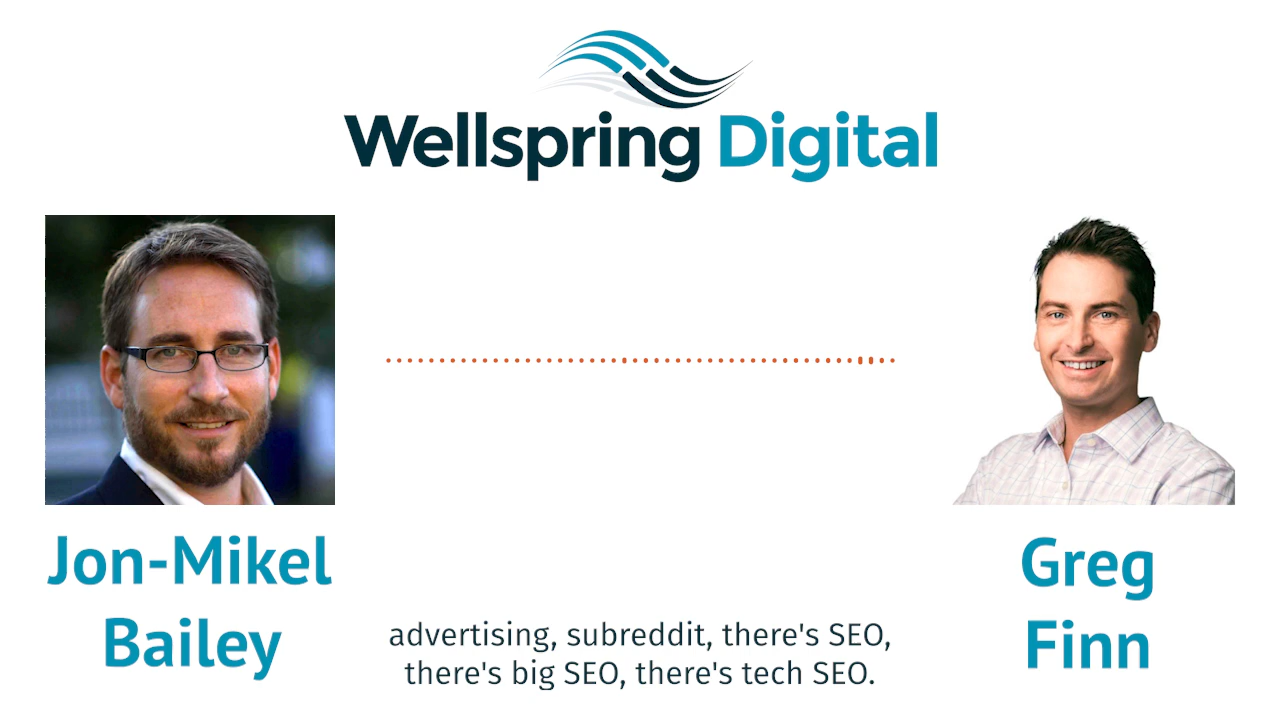 Wellspring Digital
Jon-Mikel
Bailey
Greg
Finn
advertising, subreddit, there's SEO,
there's big SEO, there's tech SEO.